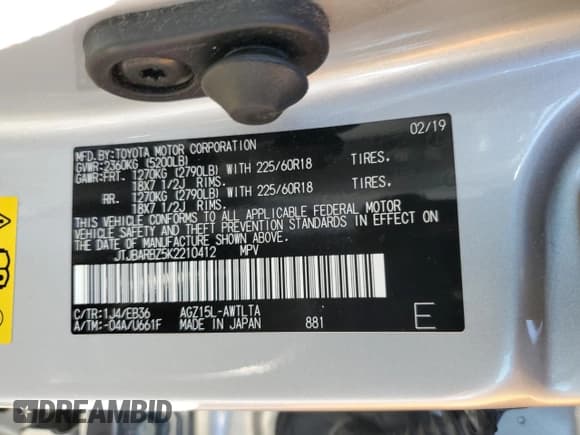 02/19
MFD.BY:TOYOTA MOTOR CORPORATION
GVWR:2360KG (5200LB)
GAWR:FRT. 1270KG (2790LB) WITH 225/60R18 TIRES.
18X7 1/2J RIMS.
RR. 1270KG (2790LB) WITH 225/60R18 TIRES.
18X7 1/2J RIMS.
THIS VEHICLE CONFORMS TO ALL APPLICABLE FEDERAL MOTOR
VEHICLE SAFETY AND THEFT PREVENTION STANDARDS IN EFFECT ON
THE DATE OF MANUFACTURE SHOWN ABOVE.
JTJBARBZ5K2210412 MPV
C/TR:1J4/EB36 AGZ15L-AWTLTA
A/TM:-04A/U661F MADE IN JAPAN 881 E
DREAMBID